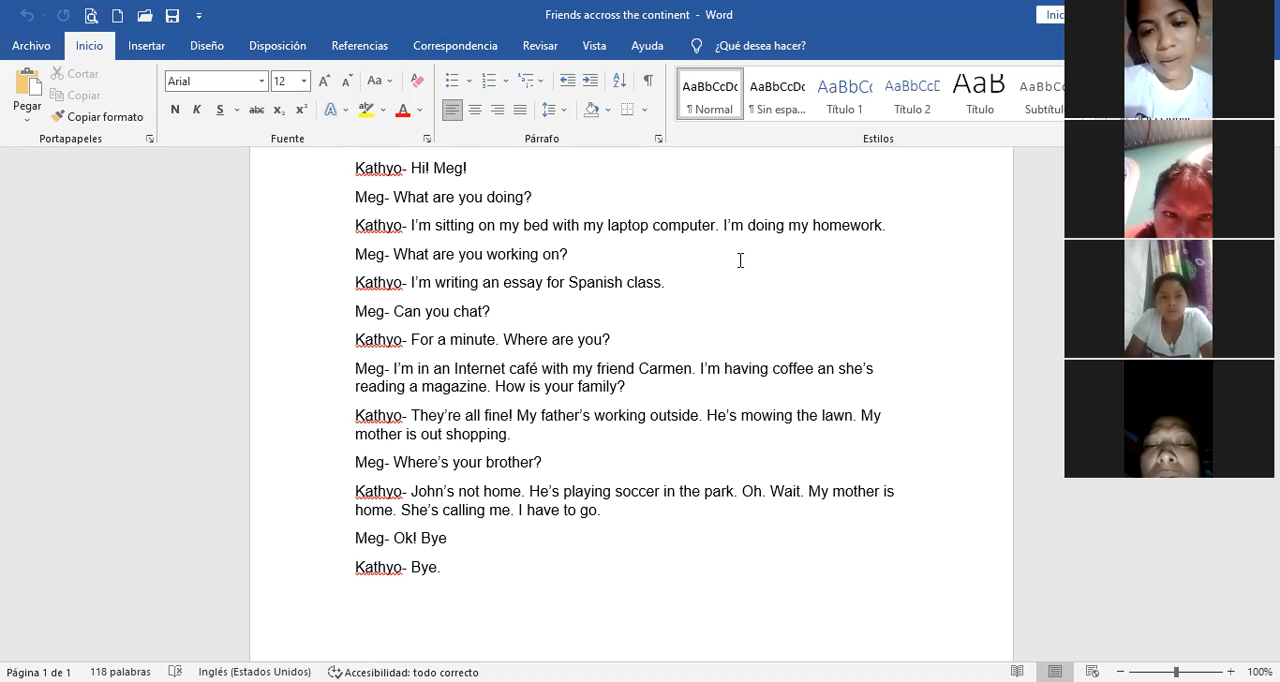 Friends accross the continent - Word
Inic
Archivo Inicio Insertar Diseño Disposición Referencias Correspondencia Revisar Vista Ayuda ¿Qué desea hacer?
Pegar
Cortar
Copiar
Copiar formato
Portapapeles
Arial 12
Aa
N K S abc x₂ x² A A
Fuente
Párrafo
AaBbCcDc AaBbCcDc AaBbCc AaBbCcD AaB AaBbCc
¶ Normal ¶ Sin espa... Título 1 Título 2 Título Subtítul
Estilos
Kathyo- Hi! Meg!
Meg- What are you doing?
Kathyo- I'm sitting on my bed with my laptop computer. I'm doing my homework.
Meg- What are you working on?
Kathyo- I'm writing an essay for Spanish class.
Meg- Can you chat?
Kathyo- For a minute. Where are you?
Meg- I'm in an Internet café with my friend Carmen. I'm having coffee an she's
reading a magazine. How is your family?
Kathyo- They're all fine! My father's working outside. He's mowing the lawn. My
mother is out shopping.
Meg- Where's your brother?
Kathyo- John's not home. He's playing soccer in the park. Oh. Wait. My mother is
home. She's calling me. I have to go.
Meg- Ok! Bye
Kathyo- Bye.
Página 1 de 1 118 palabras Inglés (Estados Unidos) Accesibilidad: todo correcto 100%